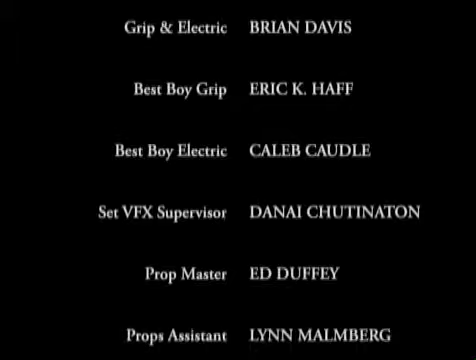 Grip & Electric BRIAN DAVIS
Best Boy Grip ERIC K. HAFF
Best Boy Electric CALEB CAUDLE
Set VFX Supervisor DANAI CHUTINATON
Prop Master ED DUFFEY
Props Assistant LYNN MALMBERG